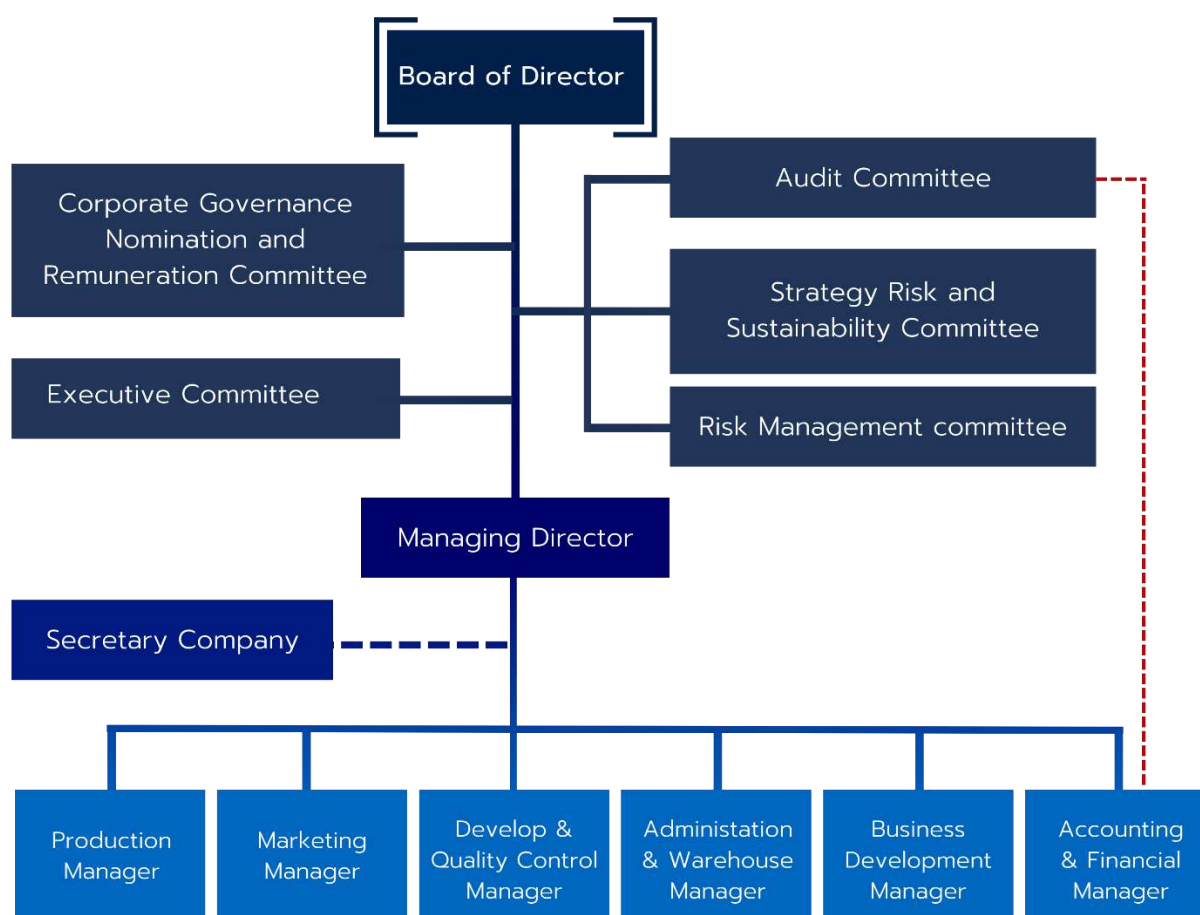 Board of Director
Corporate Governance
Nomination and
Remuneration Committee
Audit Committee
Strategy Risk and
Sustainability Committee
Executive Committee
Risk Management committee
Managing Director
Secretary Company
Production
Manager
Marketing
Manager
Develop &
Quality Control
Manager
Administation
& Warehouse
Manager
Business
Development
Manager
Accounting
& Financial
Manager